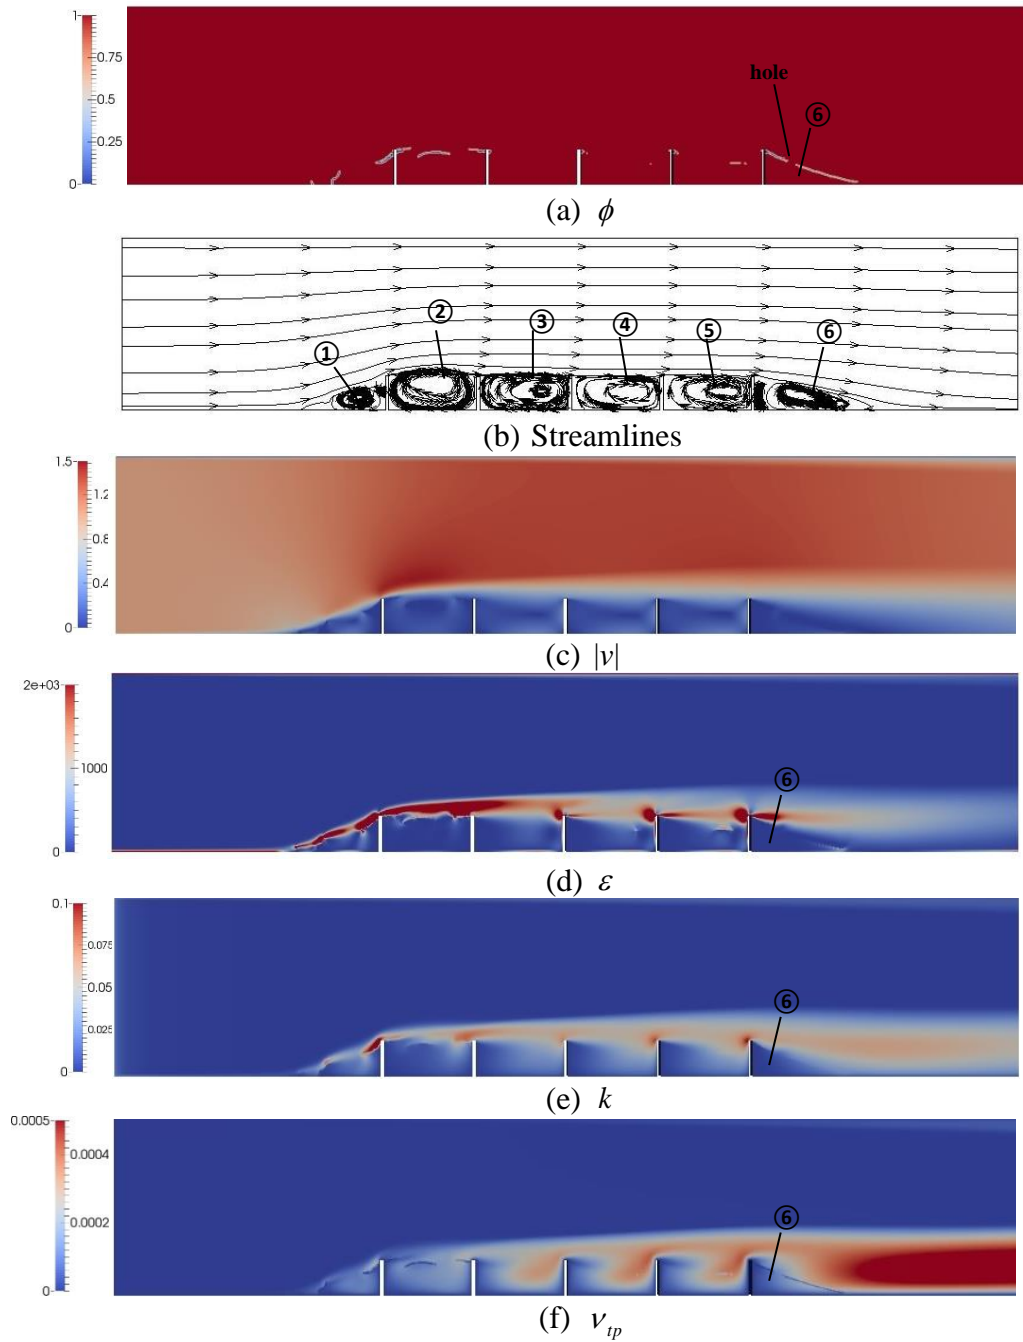 1
0.75
0.5
0.25
0
hole
⑥
(a) ϕ
① ② ③ ④ ⑤ ⑥
(b) Streamlines
1.5
1.2
0.8
0.4
0
(c) |v|
2e+03
1000
0
⑥
(d) ε
0.1
0.075
0.05
0.025
0
⑥
(e) k
0.0005
0.0004
0.0002
0
⑥
(f) ν_tp